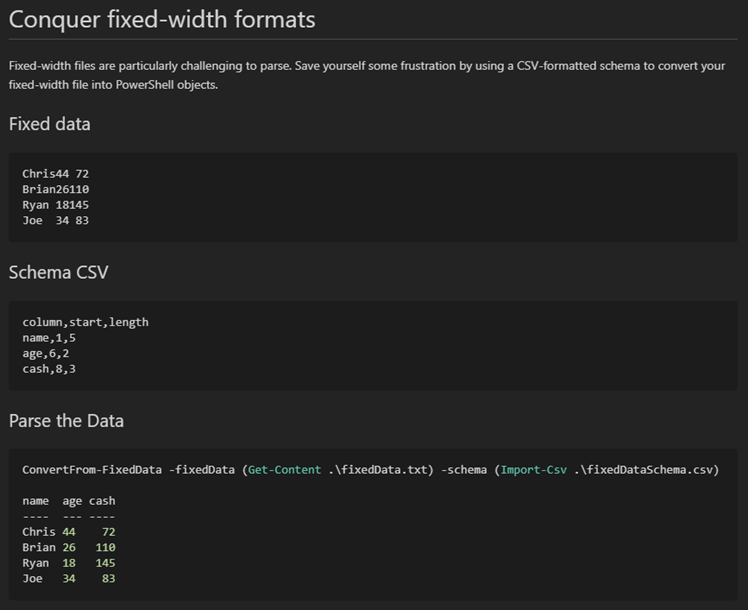 Conquer fixed-width formats
Fixed-width files are particularly challenging to parse. Save yourself some frustration by using a CSV-formatted schema to convert your
fixed-width file into PowerShell objects.
Fixed data
Chris44 72
Brian26110
Ryan 18145
Joe  34 83
Schema CSV
column,start,length
name,1,5
age,6,2
cash,8,3
Parse the Data
ConvertFrom-FixedData -fixedData (Get-Content .\fixedData.txt) -schema (Import-Csv .\fixedDataSchema.csv)
name  age cash
----  --- ----
Chris 44   72
Brian 26  110
Ryan  18  145
Joe   34   83